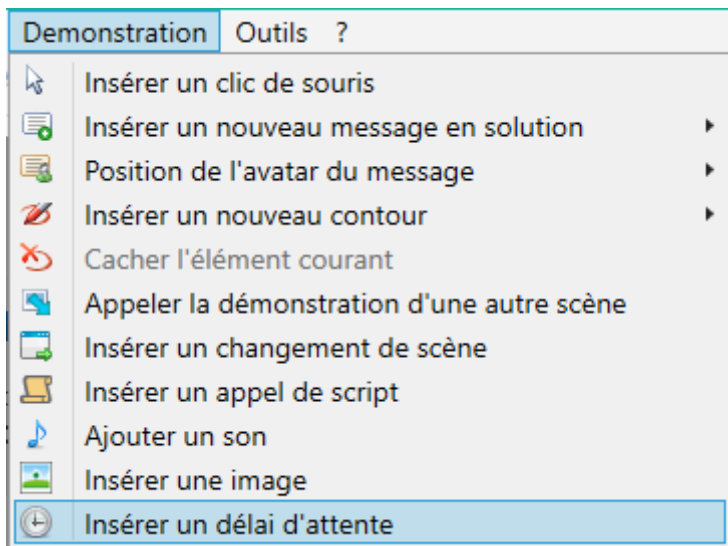 Demonstration Outils ?
Insérer un clic de souris
Insérer un nouveau message en solution
Position de l'avatar du message
Insérer un nouveau contour
Cacher l'élément courant
Appeler la démonstration d'une autre scène
Insérer un changement de scène
Insérer un appel de script
Ajouter un son
Insérer une image
Insérer un délai d'attente